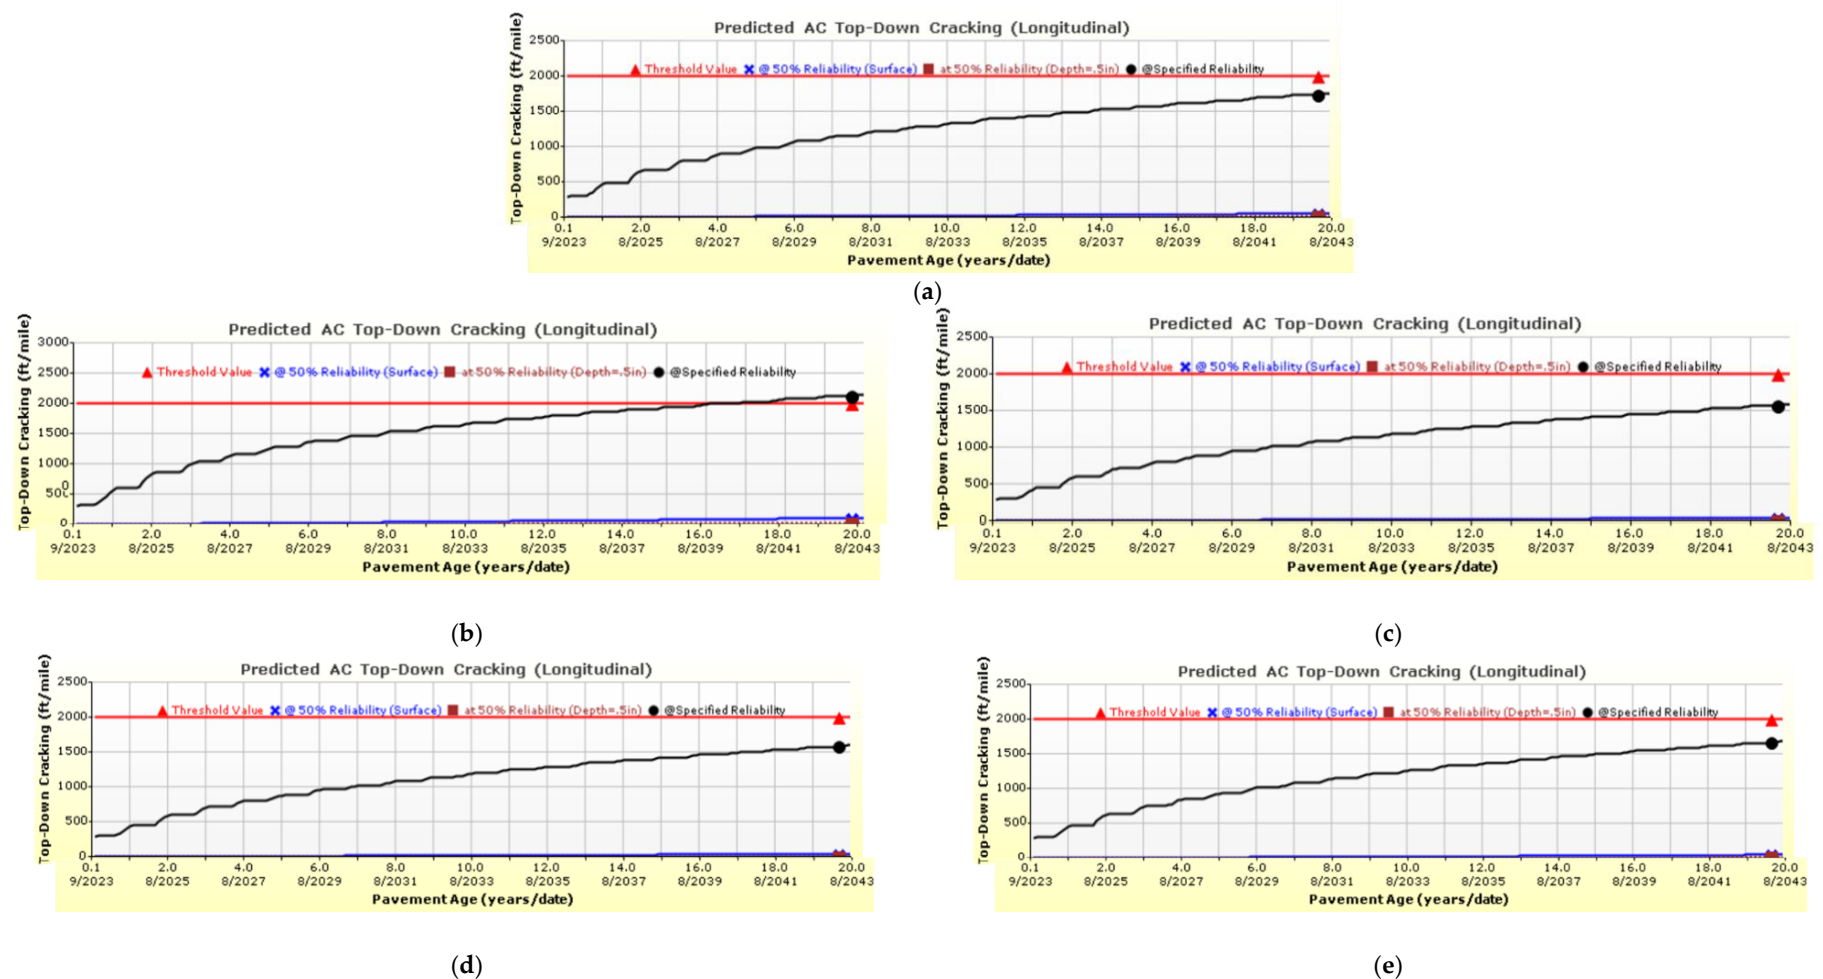 Predicted AC Top-Down Cracking (Longitudinal)
Top-Down Cracking (ft/mile)
2500
2000
1500
1000
500
0
Threshold Value @ 50% Reliability (Surface) at 50% Reliability (Depth=.5in) @Specified Reliability
0.1 2.0 4.0 6.0 8.0 10.0 12.0 14.0 16.0 18.0 20.0
9/2023 8/2025 8/2027 8/2029 8/2031 8/2033 8/2035 8/2037 8/2039 8/2041 8/2043
Pavement Age (years/date)
(a)
Predicted AC Top-Down Cracking (Longitudinal)
Top-Down Cracking (ft/mile)
3000
2500
2000
1500
1000
0
500
0
Threshold Value @ 50% Reliability (Surface) at 50% Reliability (Depth=.5in) @Specified Reliability
0.1 2.0 4.0 6.0 8.0 10.0 12.0 14.0 16.0 18.0 20.0
9/2023 8/2025 8/2027 8/2029 8/2031 8/2033 8/2035 8/2037 8/2039 8/2041 8/2043
Pavement Age (years/date)
(b)
Predicted AC Top-Down Cracking (Longitudinal)
Top-Down Cracking (ft/mile)
2500
2000
1500
1000
500
0
Threshold Value @ 50% Reliability (Surface) at 50% Reliability (Depth=.5in) @Specified Reliability
0.1 2.0 4.0 6.0 8.0 10.0 12.0 14.0 16.0 18.0 20.0
9/2023 8/2025 8/2027 8/2029 8/2031 8/2033 8/2035 8/2037 8/2039 8/2041 8/2043
Pavement Age (years/date)
(c)
Predicted AC Top-Down Cracking (Longitudinal)
Top-Down Cracking (ft/mile)
2500
2000
1500
1000
500
0
Threshold Value @ 50% Reliability (Surface) at 50% Reliability (Depth=.5in) @Specified Reliability
0.1 2.0 4.0 6.0 8.0 10.0 12.0 14.0 16.0 18.0 20.0
9/2023 8/2025 8/2027 8/2029 8/2031 8/2033 8/2035 8/2037 8/2039 8/2041 8/2043
Pavement Age (years/date)
(d)
Predicted AC Top-Down Cracking (Longitudinal)
Top-Down Cracking (ft/mile)
2500
2000
1500
1000
500
0
Threshold Value @ 50% Reliability (Surface) at 50% Reliability (Depth=.5in) @Specified Reliability
0.1 2.0 4.0 6.0 8.0 10.0 12.0 14.0 16.0 18.0 20.0
9/2023 8/2025 8/2027 8/2029 8/2031 8/2033 8/2035 8/2037 8/2039 8/2041 8/2043
Pavement Age (years/date)
(e)